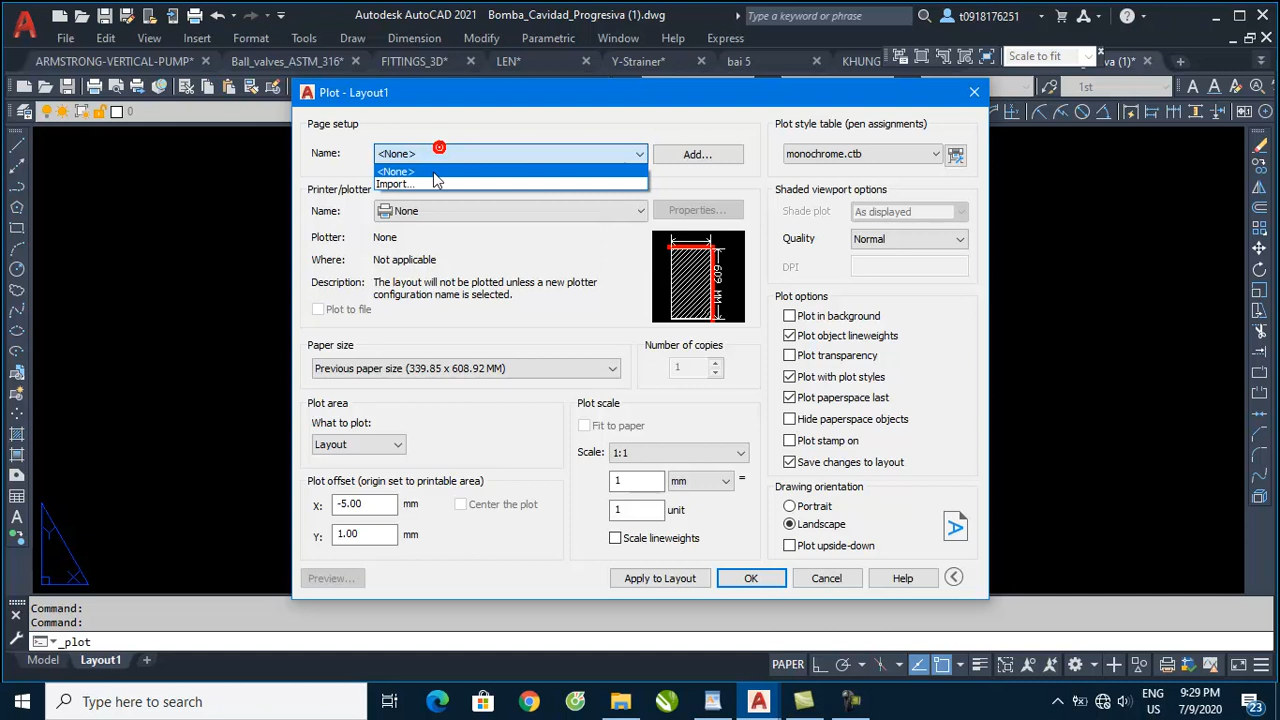 Autodesk AutoCAD 2021 Bomba_Cavidad_Progresiva (1).dwg
Type a keyword or phrase
t0918176251
File Edit View Insert Format Tools Draw Dimension Modify Parametric Window Help Express
Scale to fit
ARMSTRONG-VERTICAL-PUMP* Ball_valves_ASTM_3FD* FITTINGS_3D* LEN* Y-Strainer* bai 5 KHUNG
1st
0
Plot - Layout1
Page setup
Name: <None> Add...
<None>
Import...
Printer/plotter
Name: None Properties...
Plotter: None
Where: Not applicable
Description: The layout will not be plotted unless a new plotter
configuration name is selected.
Plot to file
609 MM
Paper size
Previous paper size (339.85 x 608.92 MM)
Number of copies
1
Plot area
What to plot:
Layout
Plot offset (origin set to printable area)
X: -5.00 mm Center the plot
Y: 1.00 mm
Plot scale
Fit to paper
Scale: 1:1
1 mm =
1 unit
Scale lineweights
Plot style table (pen assignments)
monochrome.ctb
Shaded viewport options
Shade plot As displayed
Quality Normal
DPI
Plot options
Plot in background
Plot object lineweights
Plot transparency
Plot with plot styles
Plot paperspace last
Hide paperspace objects
Plot stamp on
Save changes to layout
Drawing orientation
Portrait
Landscape
Plot upside-down
A
Preview... Apply to Layout OK Cancel Help
Y
X
Command:
Command:
_plot
Model Layout1 + PAPER
Type here to search
ENG
US
9:29 PM
7/9/2020
23